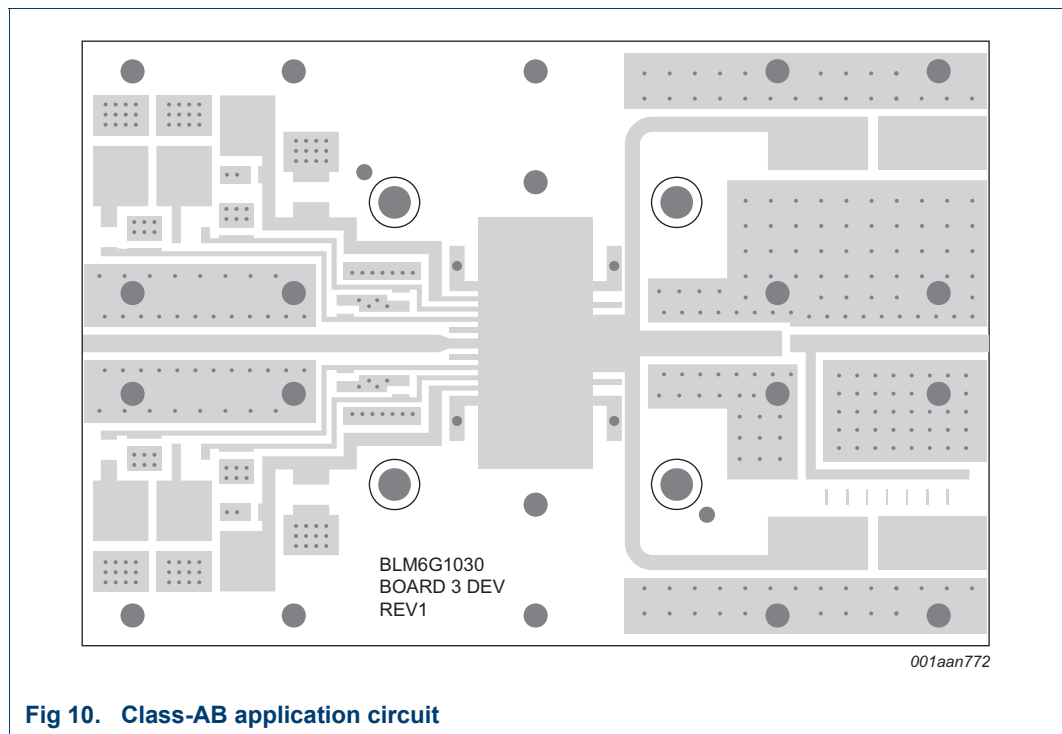 BLM6G1030
BOARD 3 DEV
REV1
001aan772
Fig 10. Class-AB application circuit